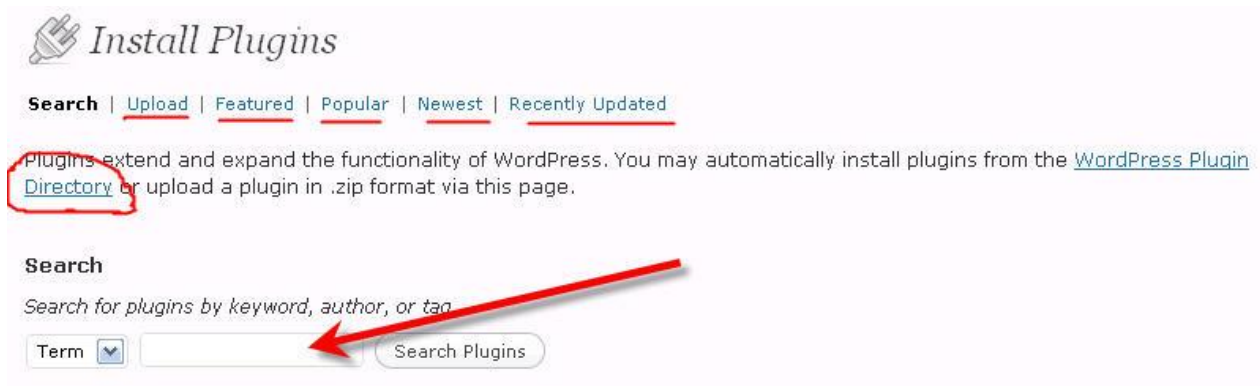 Install Plugins
Search | Upload | Featured | Popular | Newest | Recently Updated
Plugins extend and expand the functionality of WordPress. You may automatically install plugins from the WordPress Plugin
Directory or upload a plugin in .zip format via this page.
Search
Search for plugins by keyword, author, or tag.
Term Search Plugins